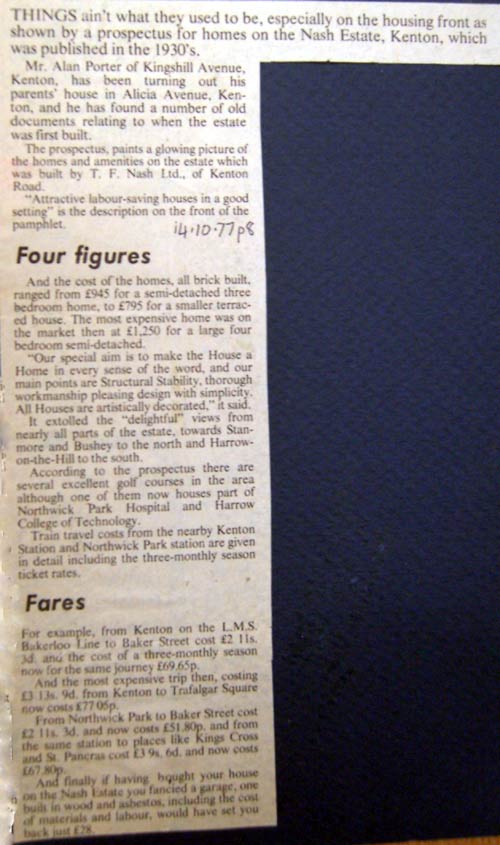 THINGS ain't what they used to be, especially on the housing front as
shown by a prospectus for homes on the Nash Estate, Kenton, which
was published in the 1930's.
Mr. Alan Porter of Kingshill Avenue,
Kenton, has been turning out his
parents' house in Alicia Avenue, Ken-
ton, and he has found a number of old
documents relating to when the estate
was first built.
The prospectus, paints a glowing picture of
the homes and amenities on the estate which
was built by T. F. Nash Ltd., of Kenton
Road.
"Attractive labour-saving houses in a good
setting" is the description on the front of the
pamphlet.
14.10.77 p8
Four figures
And the cost of the homes, all brick built,
ranged from £945 for a semi-detached three
bedroom home, to £795 for a smaller terrac-
ed house. The most expensive home was on
the market then at £1,250 for a large four
bedroom semi-detached.
"Our special aim is to make the House a
Home in every sense of the word, and our
main points are Structural Stability, thorough
workmanship pleasing design with simplicity.
All Houses are artistically decorated," it said.
It extolled the "delightful" views from
nearly all parts of the estate, towards Stan-
more and Bushey to the north and Harrow-
on-the-Hill to the south.
According to the prospectus there are
several excellent golf courses in the area
although one of them now houses part of
Northwick Park Hospital and Harrow
College of Technology.
Train travel costs from the nearby Kenton
Station and Northwick Park station are given
in detail including the three-monthly season
ticket rates.
Fares
For example, from Kenton on the L.M.S.
Bakerloo Line to Baker Street cost £2 11s.
3d. and the cost of a three-monthly season
now for the same journey £69.65p.
And the most expensive trip then, costing
£3 13s. 9d. from Kenton to Trafalgar Square
now costs £77 05p.
From Northwick Park to Baker Street cost
£2 11s. 3d. and now costs £51.80p. and from
the same station to places like Kings Cross
and St. Pancras cost £3 9s. 6d. and now costs
£67.80p.
And finally if having bought your house
on the Nash Estate you fancied a garage, one
built in wood and asbestos, including the cost
of materials and labour, would have set you
back just £28.